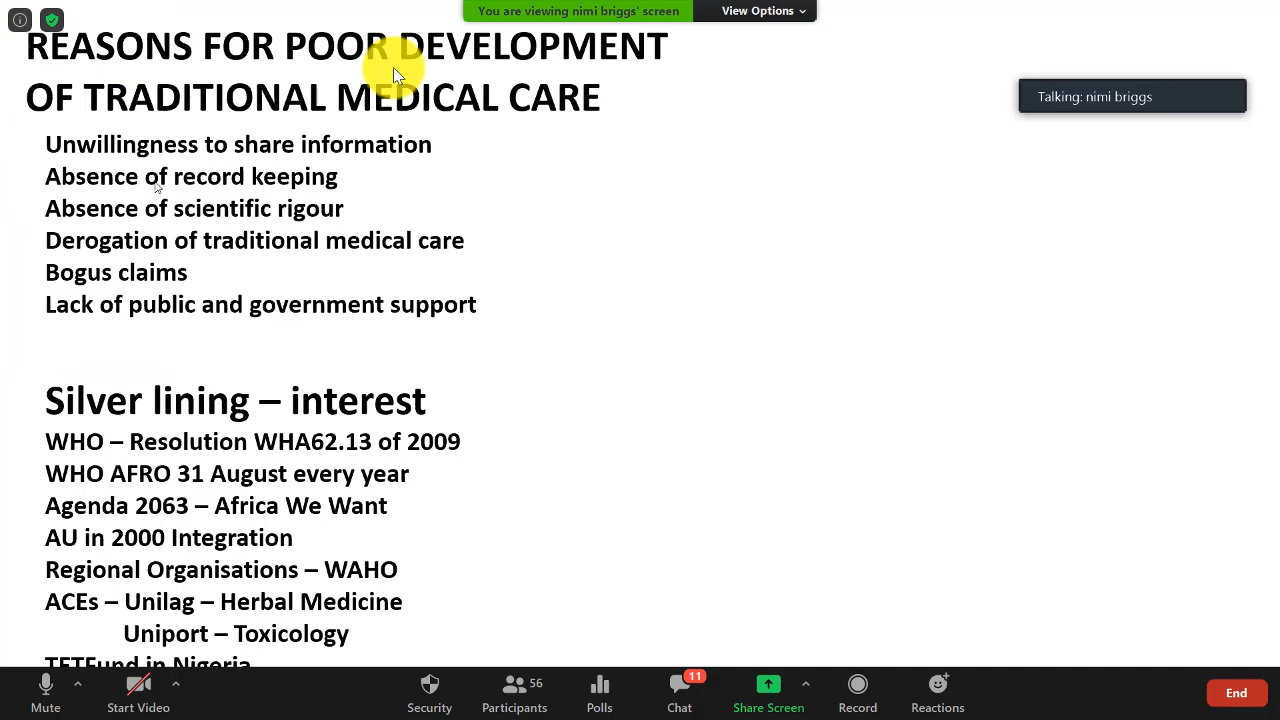 You are viewing nimi briggs' screen
View Options
REASONS FOR POOR DEVELOPMENT
OF TRADITIONAL MEDICAL CARE
Talking: nimi briggs
Unwillingness to share information
Absence of record keeping
Absence of scientific rigour
Derogation of traditional medical care
Bogus claims
Lack of public and government support
Silver lining – interest
WHO – Resolution WHA62.13 of 2009
WHO AFRO 31 August every year
Agenda 2063 – Africa We Want
AU in 2000 Integration
Regional Organisations – WAHO
ACEs – Unilag – Herbal Medicine
Uniport – Toxicology
TETFund in Nigeria
Mute
Start Video
Security
56
Participants
Polls
11
Chat
Share Screen
Record
Reactions
End